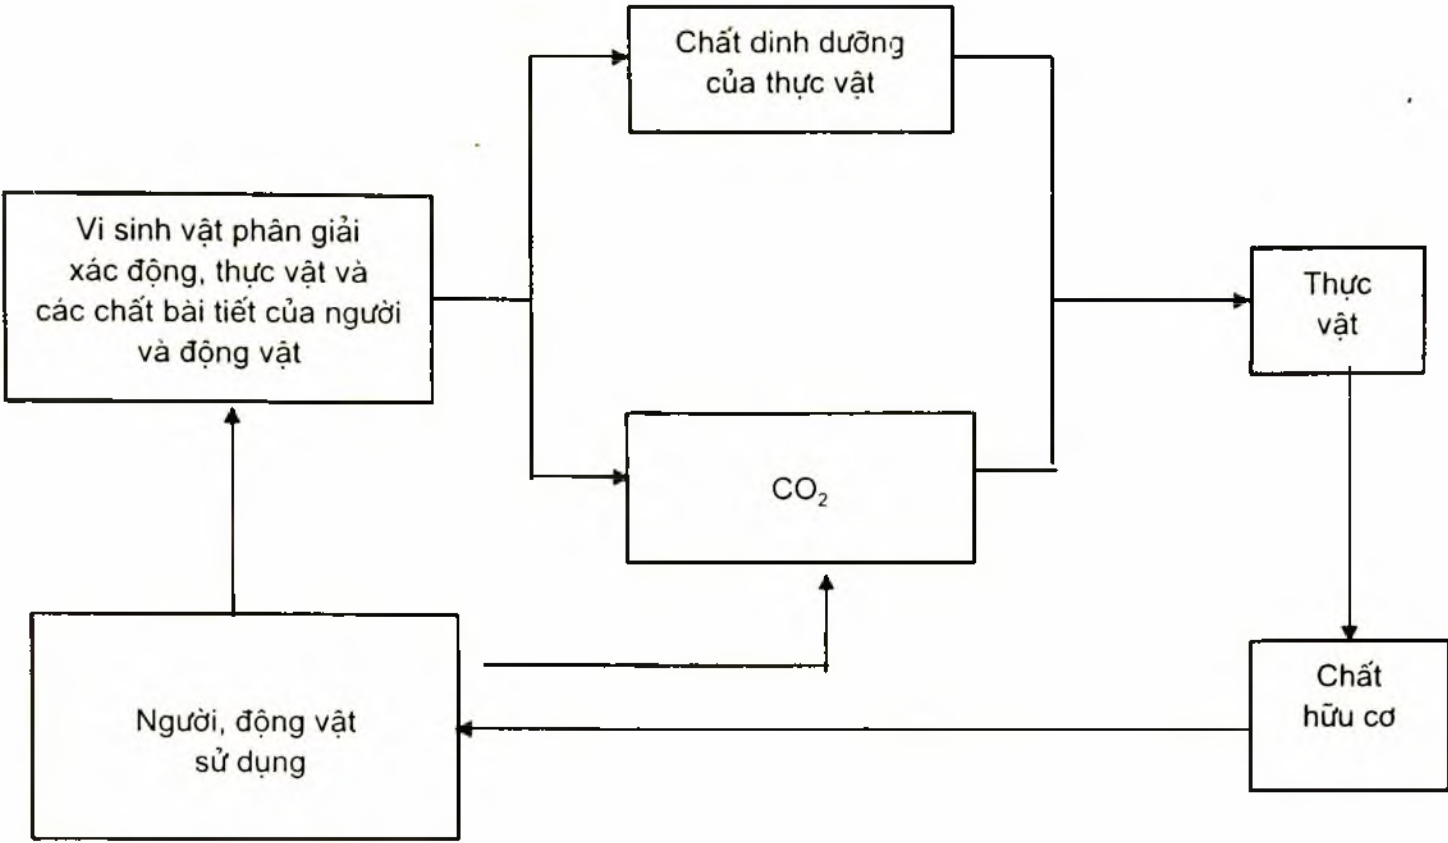 Chất dinh dưỡng
của thực vật
Vi sinh vật phân giải
xác động, thực vật và
các chất bài tiết của người
và động vật
Thực
vật
CO₂
Người, động vật
sử dụng
Chất
hữu cơ